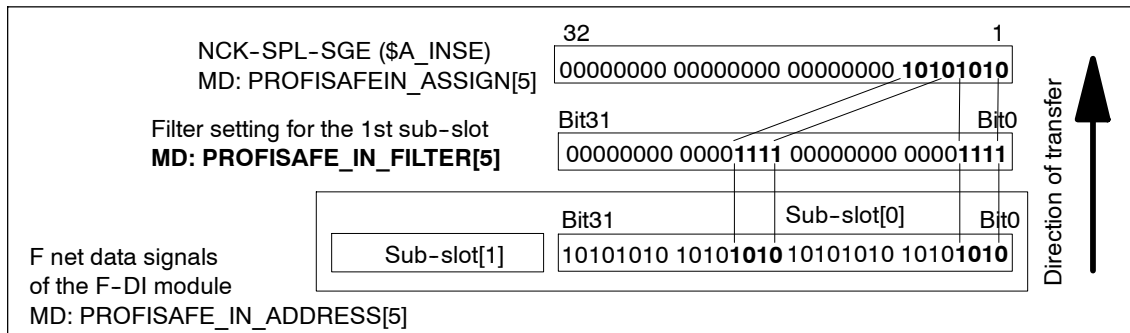 32 1
NCK-SPL-SGE ($A_INSE)
MD: PROFISAFEIN_ASSIGN[5]
00000000 00000000 00000000 10101010
Filter setting for the 1st sub-slot
MD: PROFISAFE_IN_FILTER[5]
Bit31 Bit0
00000000 00001111 00000000 00001111
Sub-slot[0]
Bit31 Bit0
Sub-slot[1]
10101010 10101010 10101010 10101010
F net data signals
of the F-DI module
MD: PROFISAFE_IN_ADDRESS[5]
Direction of transfer